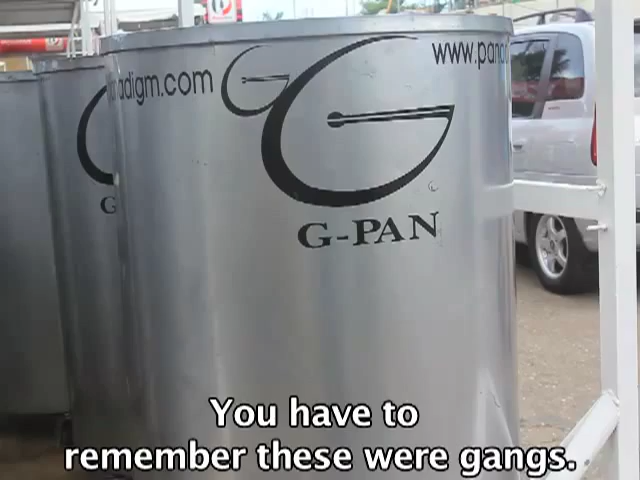 www.pan
adigm.com
G-PAN
G
You have to
remember these were gangs.